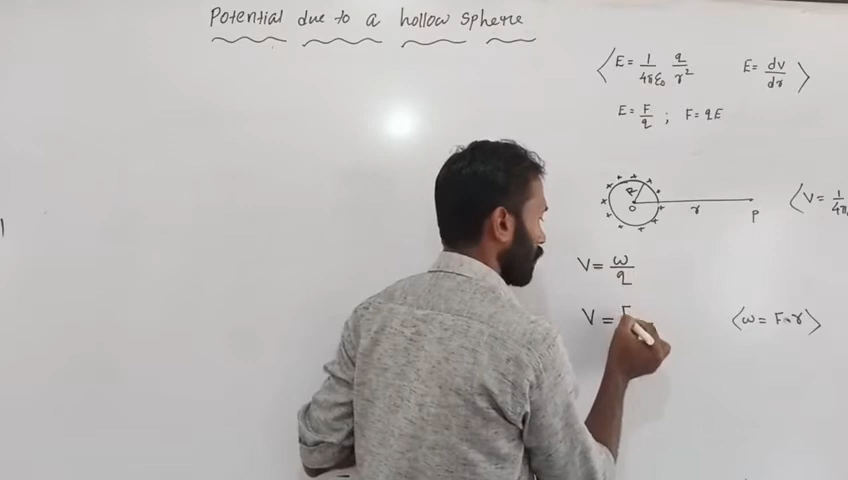 Potential due to a hollow sphere
⟨E = 1/4πε₀ q/r² E = dv/dr⟩
E = F/q ; F = qE
R
O r P ⟨V = 1/4π
V = ω/q
V = F ⟨ω = F·r⟩